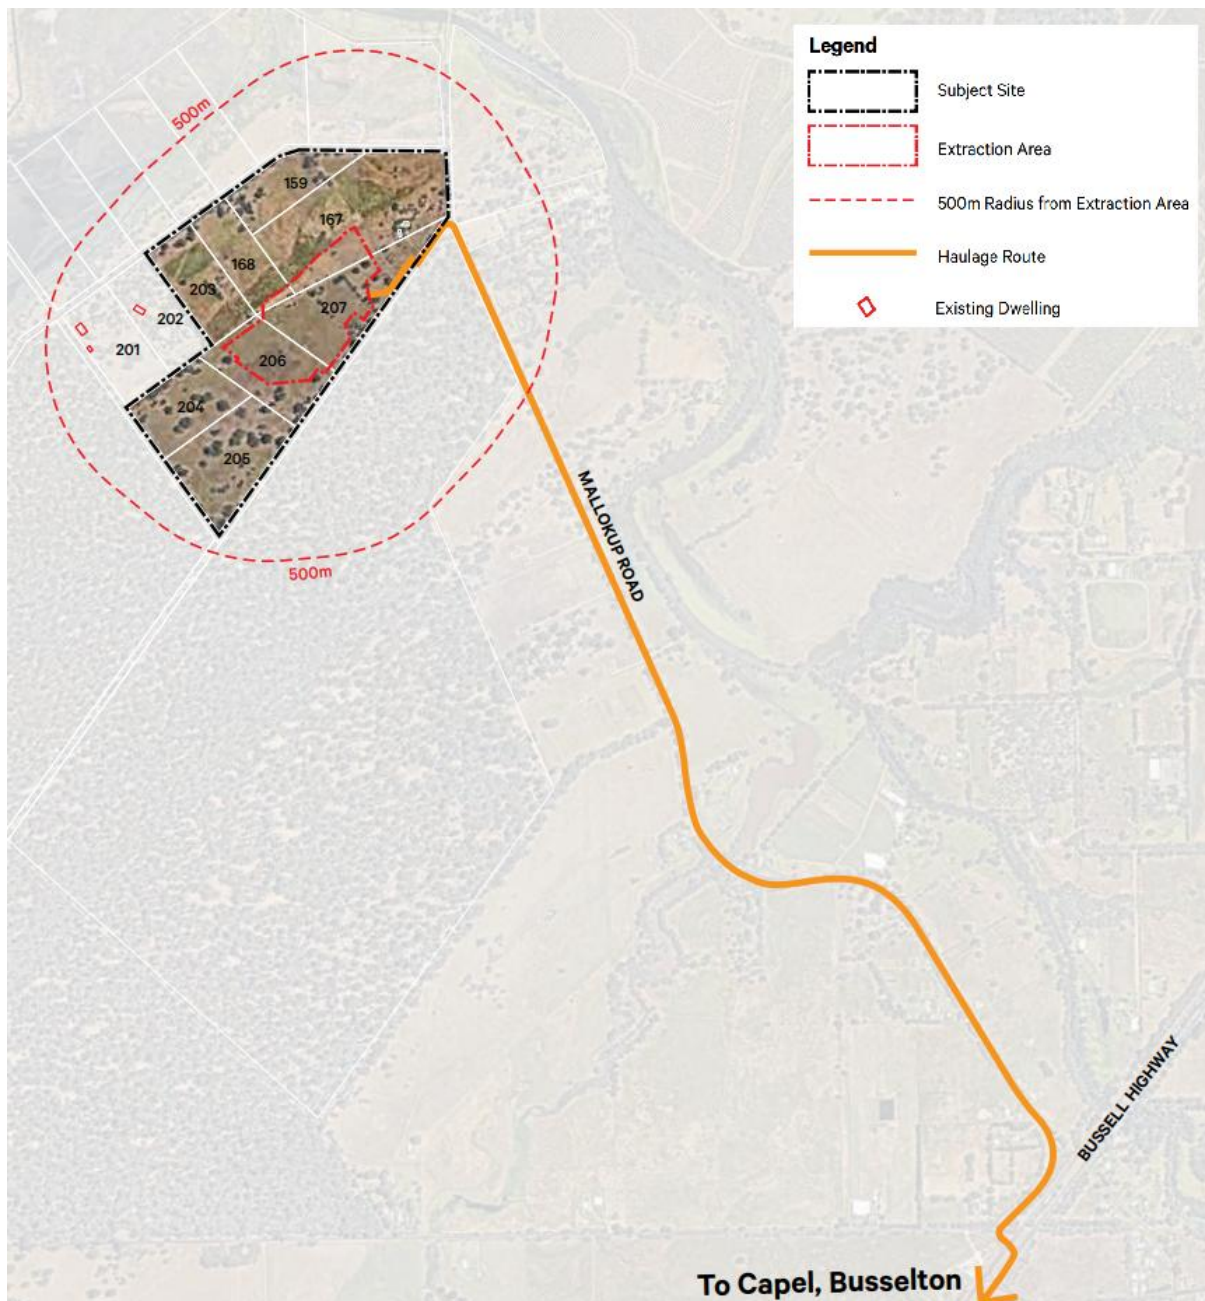 Legend
Subject Site
Extraction Area
500m Radius from Extraction Area
Haulage Route
Existing Dwelling
500m
159
167
168
203
202
207
201
206
204
205
500m
MALLOKUP ROAD
BUSSELL HIGHWAY
To Capel, Busselton